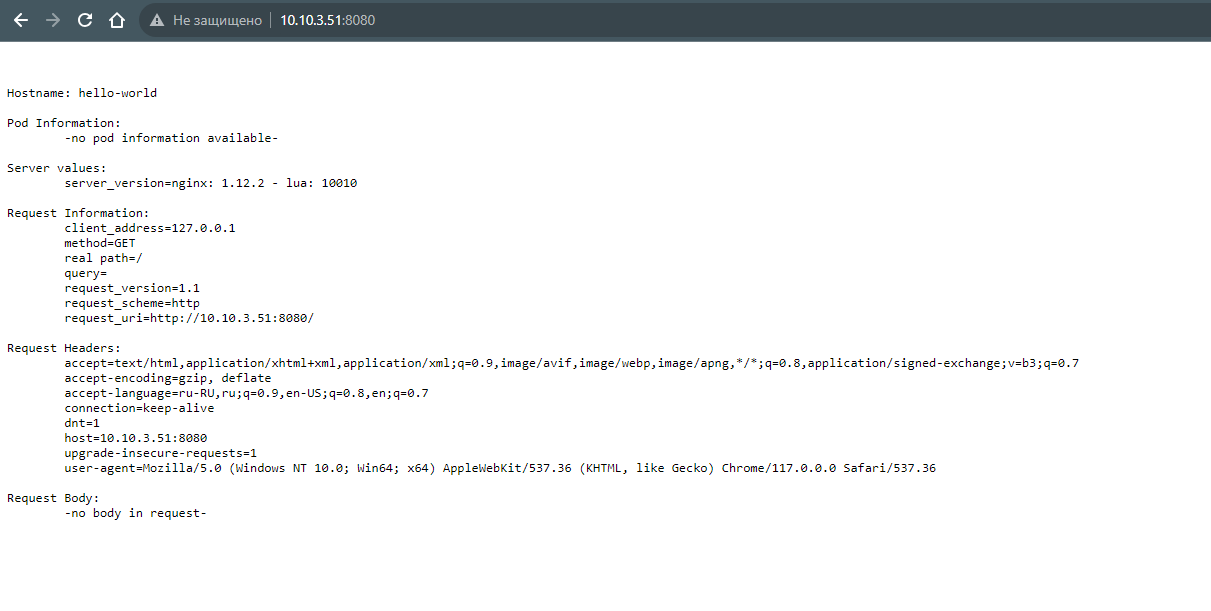 Не защищено | 10.10.3.51:8080
Hostname: hello-world
Pod Information:
-no pod information available-
Server values:
server_version=nginx: 1.12.2 - lua: 10010
Request Information:
client_address=127.0.0.1
method=GET
real path=/
query=
request_version=1.1
request_scheme=http
request_uri=http://10.10.3.51:8080/
Request Headers:
accept=text/html,application/xhtml+xml,application/xml;q=0.9,image/avif,image/webp,image/apng,*/*;q=0.8,application/signed-exchange;v=b3;q=0.7
accept-encoding=gzip, deflate
accept-language=ru-RU,ru;q=0.9,en-US;q=0.8,en;q=0.7
connection=keep-alive
dnt=1
host=10.10.3.51:8080
upgrade-insecure-requests=1
user-agent=Mozilla/5.0 (Windows NT 10.0; Win64; x64) AppleWebKit/537.36 (KHTML, like Gecko) Chrome/117.0.0.0 Safari/537.36
Request Body:
-no body in request-